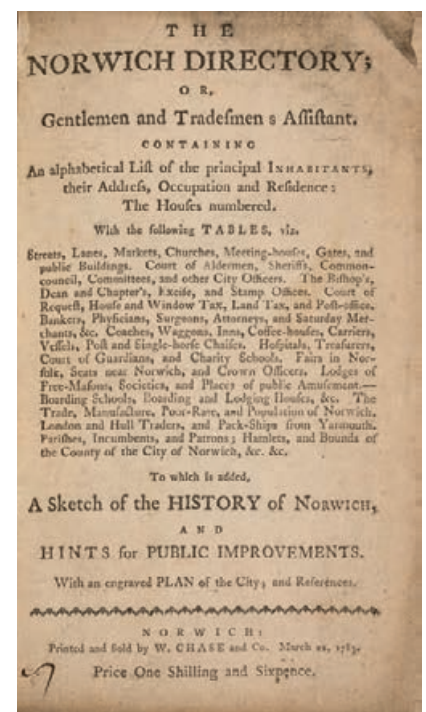 THE
NORWICH DIRECTORY;
OR,
Gentlemen and Tradeſmen s Aſſiſtant.
CONTAINING
An alphabetical Liſt of the principal INHABITANTS,
their Addreſs, Occupation and Reſidence:
The Houſes numbered.
With the following TABLES, viz.
Streets, Lanes, Markets, Churches, Meeting-houſes, Gates, and
public Buildings. Court of Aldermen, Sheriffs, Common-
council, Committees, and other City Officers. The Biſhop's,
Dean and Chapter's, Exciſe, and Stamp Offices. Court of
Requeſt, Houſe and Window Tax, Land Tax, and Poſt-office.
Bankers, Phyſicians, Surgeons, Attorneys, and Saturday Mer-
chants, &c. Coaches, Waggons, Inns, Coffee-houſes, Carriers,
Veſſels, Poſt and Single-horſe Chaiſes. Hoſpitals, Treaſurers,
Court of Guardians, and Charity Schools. Fairs in Nor-
folk, Seats near Norwich, and Crown Officers. Lodges of
Free-Maſons, Societies, and Places of public Amuſement.—
Boarding Schools, Boarding and Lodging Houſes, &c. The
Trade, Manufacture, Poor-Rate, and Population of Norwich.
London and Hull Traders, and Pack-Ships from Yarmouth.
Pariſhes, Incumbents, and Patrons; Hamlets, and Bounds of
the County of the City of Norwich, &c. &c.
To which is added,
A Sketch of the HISTORY of NORWICH,
AND
HINTS for PUBLIC IMPROVEMENTS.
With an engraved PLAN of the City; and References.
NORWICH:
Printed and Sold by W. CHASE and Co. March 22, 1783.
Price One Shilling and Sixpence.